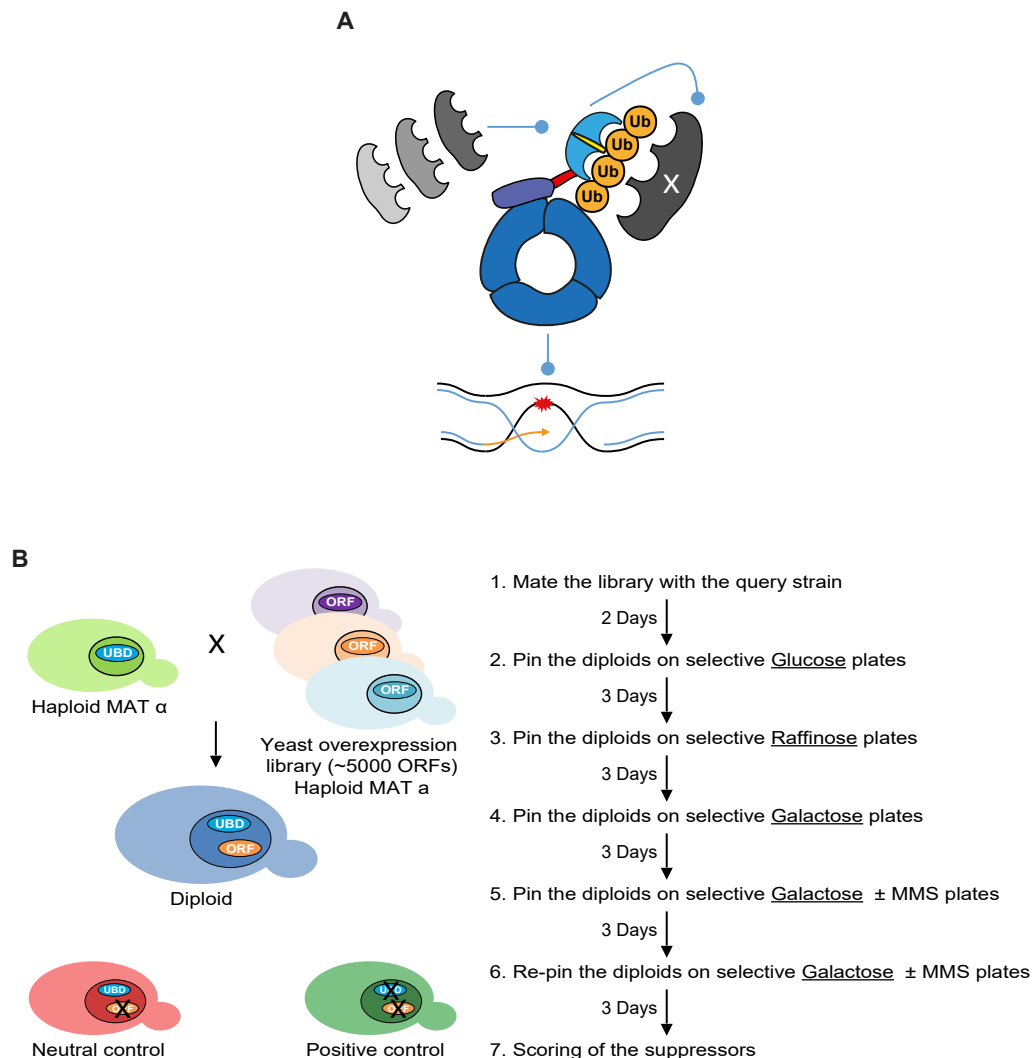 A
Ub
Ub
Ub
Ub
X
B
UBD
Haploid MAT α
X
ORF
ORF
ORF
Yeast overexpression
library (~5000 ORFs)
Haploid MAT a
UBD
ORF
Diploid
UBD
ORF
X
Neutral control
UBD
X
ORF
X
Positive control
1. Mate the library with the query strain
2 Days
2. Pin the diploids on selective Glucose plates
3 Days
3. Pin the diploids on selective Raffinose plates
3 Days
4. Pin the diploids on selective Galactose plates
3 Days
5. Pin the diploids on selective Galactose ± MMS plates
3 Days
6. Re-pin the diploids on selective Galactose ± MMS plates
3 Days
7. Scoring of the suppressors